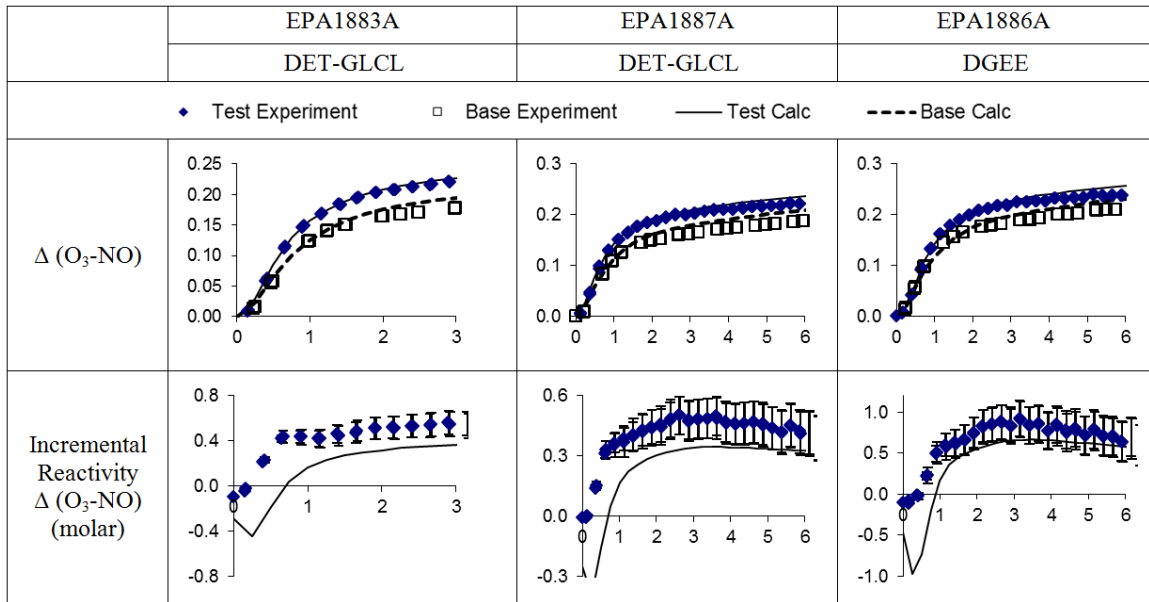 EPA1883A EPA1887A EPA1886A
DET-GLCL DET-GLCL DGEE
Test Experiment Base Experiment Test Calc Base Calc
Δ (O₃-NO)
0.25
0.20
0.15
0.10
0.05
0.00
0 1 2 3
0.3
0.2
0.1
0.0
0 1 2 3 4 5 6
0.3
0.2
0.1
0.0
0 1 2 3 4 5 6
Incremental
Reactivity
Δ (O₃-NO)
(molar)
0.8
0.4
0.0
-0.4
-0.8
0 1 2 3
0.6
0.3
0.0
-0.3
0 1 2 3 4 5 6
1.0
0.5
0.0
-0.5
-1.0
0 1 2 3 4 5 6